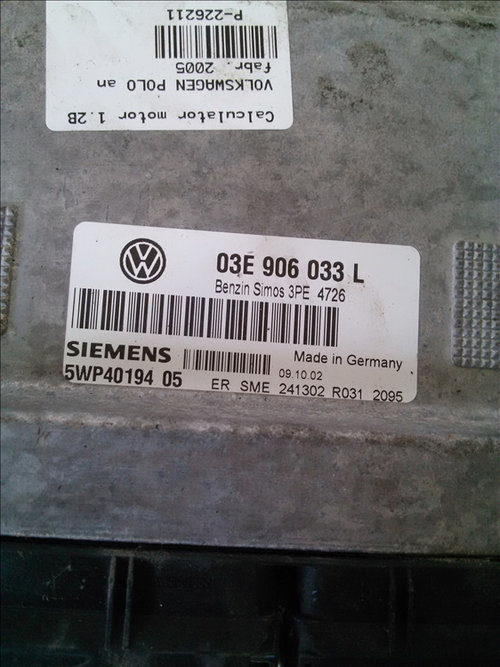 Calculator motor 1.2B
VOLKSWAGEN POLO an
fabr. 2005
P-226211
03E 906 033 L
Benzin Simos 3PE 4726
SIEMENS
Made in Germany
5WP40194 05
09.10.02
ER SME 241302 R031 2095